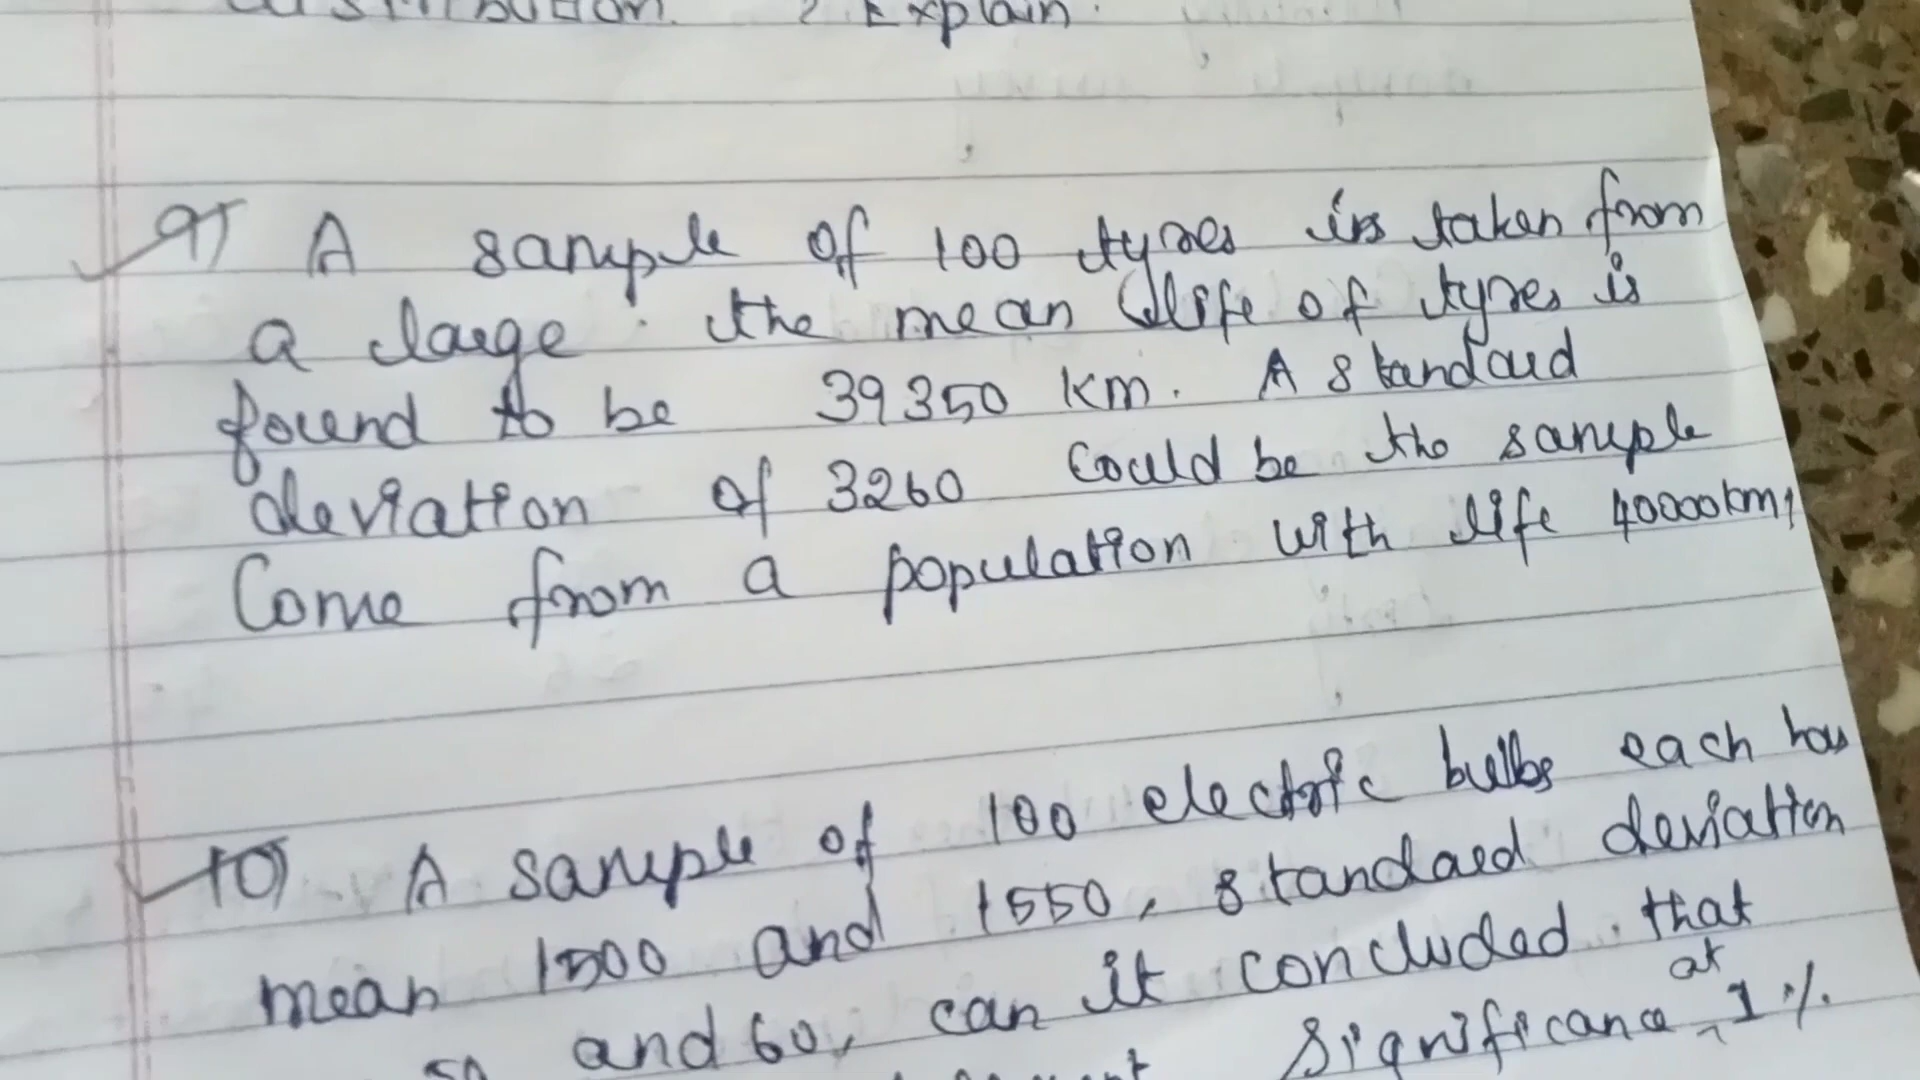 ? Explain.
9) A sample of 100 tyres is taken from
a large. the mean life of tyres is
found to be 39350 km. A standard
deviation of 3260 could be the sample
Come from a population with life 40000km,
10) A sample of 100 electric bulbs each has
mean 1500 and 1550, standard deviation
50 and 60, can it concluded that
significance at 1%